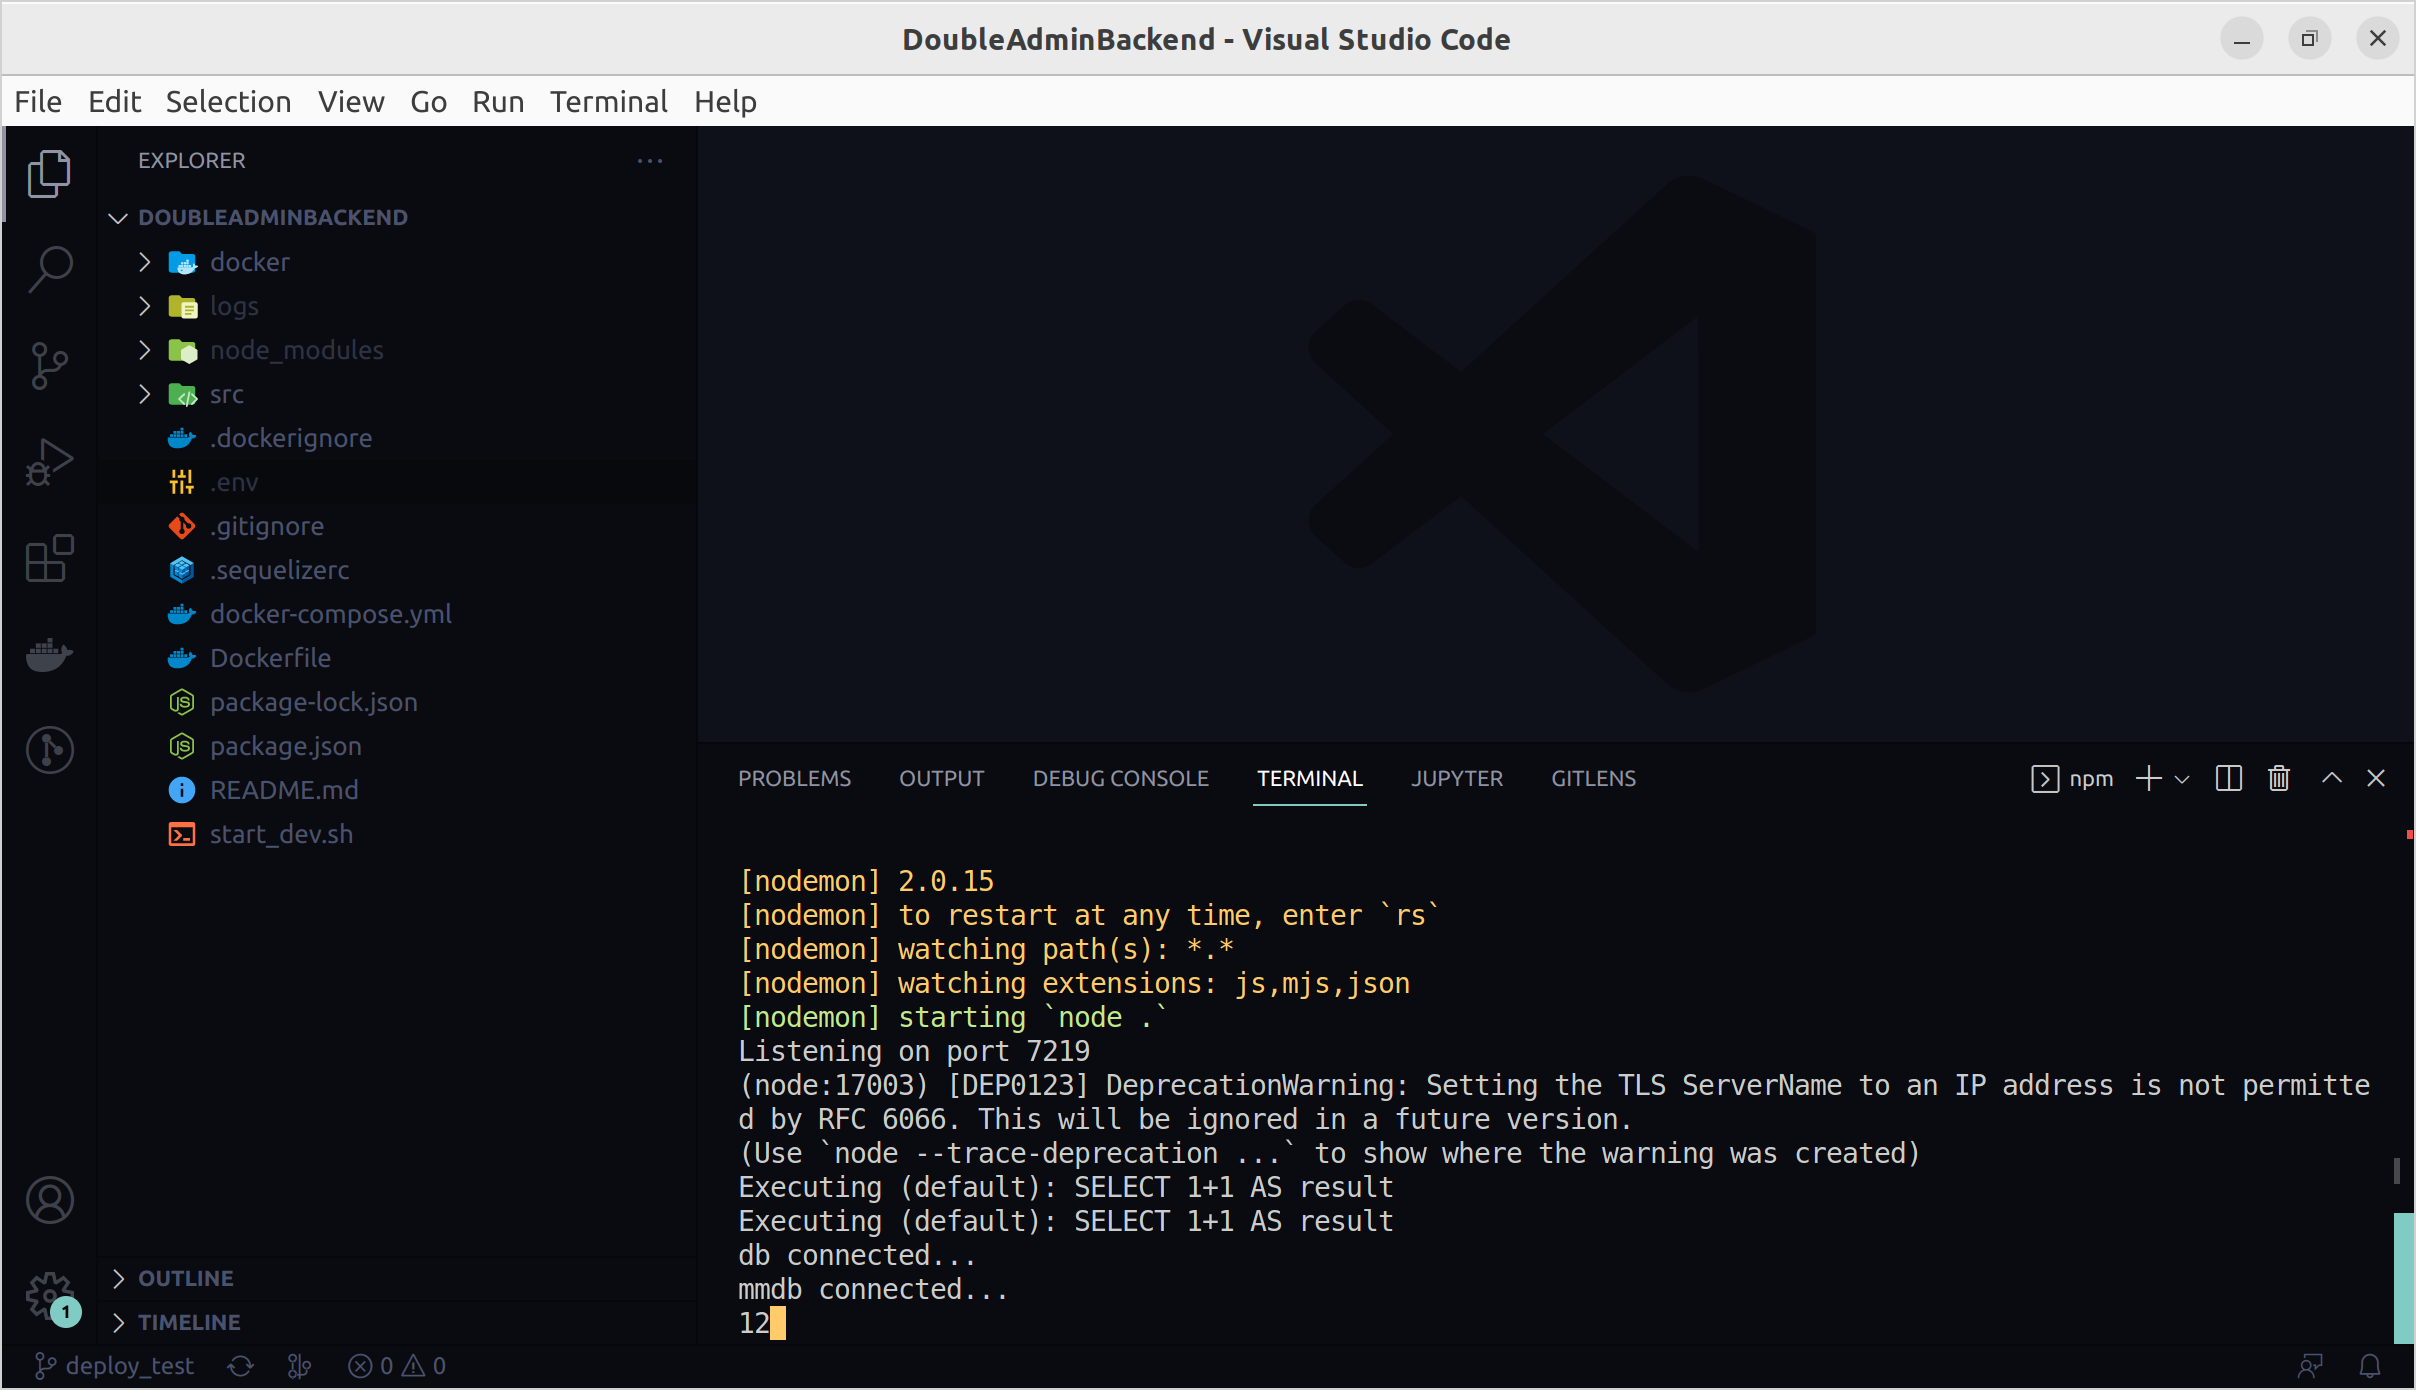 DoubleAdminBackend - Visual Studio Code
File Edit Selection View Go Run Terminal Help
EXPLORER
DOUBLEADMINBACKEND
docker
logs
node_modules
src
.dockerignore
.env
.gitignore
.sequelizerc
docker-compose.yml
Dockerfile
package-lock.json
package.json
README.md
start_dev.sh
OUTLINE
TIMELINE
1
PROBLEMS OUTPUT DEBUG CONSOLE TERMINAL JUPYTER GITLENS npm
[nodemon] 2.0.15
[nodemon] to restart at any time, enter `rs`
[nodemon] watching path(s): *.*
[nodemon] watching extensions: js,mjs,json
[nodemon] starting `node .`
Listening on port 7219
(node:17003) [DEP0123] DeprecationWarning: Setting the TLS ServerName to an IP address is not permitte
d by RFC 6066. This will be ignored in a future version.
(Use `node --trace-deprecation ...` to show where the warning was created)
Executing (default): SELECT 1+1 AS result
Executing (default): SELECT 1+1 AS result
db connected...
mmdb connected...
12
deploy_test 0 0